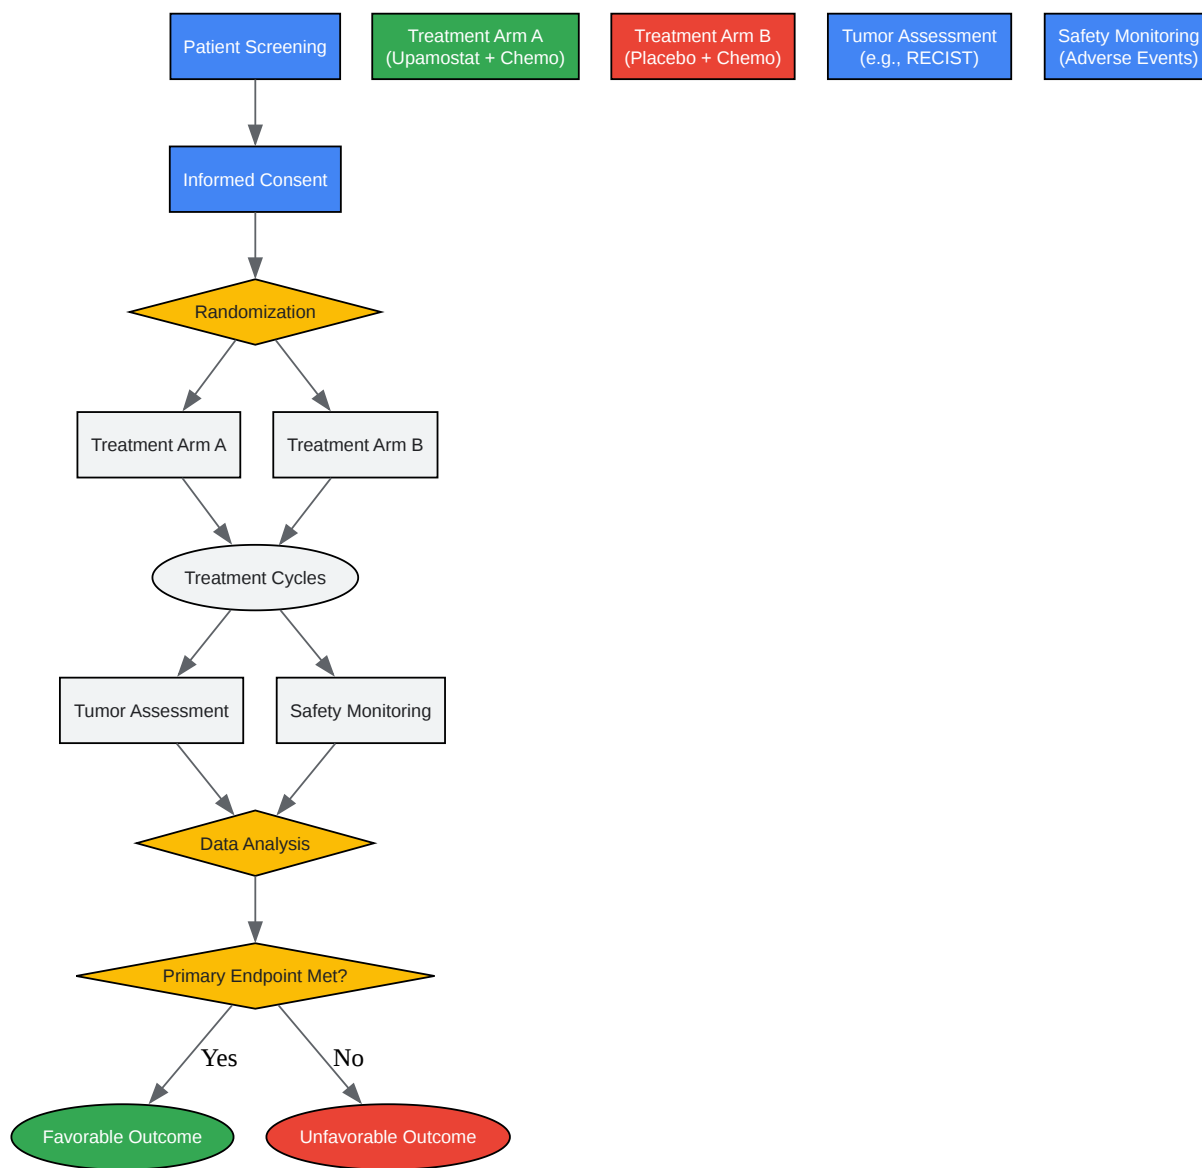 Patient Screening
Treatment Arm A
(Upamostat + Chemo)
Treatment Arm B
(Placebo + Chemo)
Tumor Assessment
(e.g., RECIST)
Safety Monitoring
(Adverse Events)
Informed Consent
Randomization
Treatment Arm A
Treatment Arm B
Treatment Cycles
Tumor Assessment
Safety Monitoring
Data Analysis
Primary Endpoint Met?
Yes
No
Favorable Outcome
Unfavorable Outcome